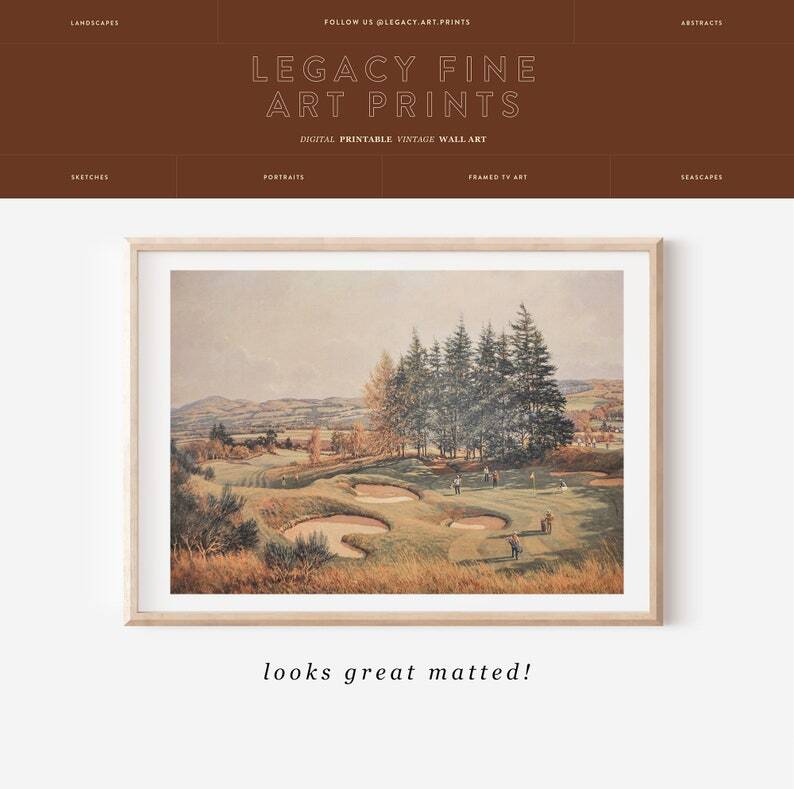 LANDSCAPES
FOLLOW US @LEGACY.ART.PRINTS
ABSTRACTS
LEGACY FINE
ART PRINTS
DIGITAL PRINTABLE VINTAGE WALL ART
SKETCHES
PORTRAITS
FRAMED TV ART
SEASCAPES
looks great matted!